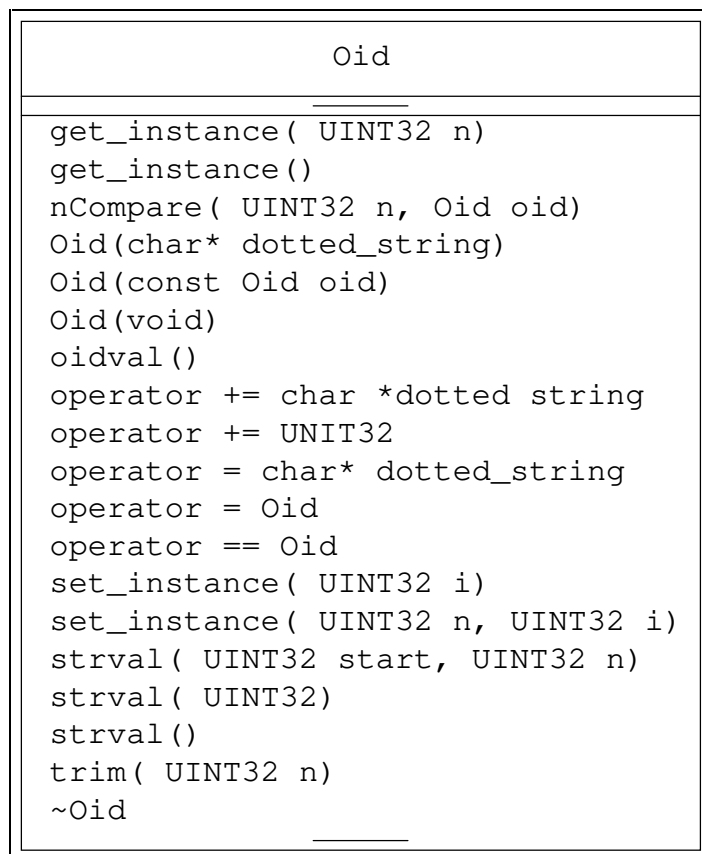 Oid
get_instance( UINT32 n)
get_instance()
nCompare( UINT32 n, Oid oid)
Oid(char* dotted_string)
Oid(const Oid oid)
Oid(void)
oidval()
operator += char *dotted string
operator += UNIT32
operator = char* dotted_string
operator = Oid
operator == Oid
set_instance( UINT32 i)
set_instance( UINT32 n, UINT32 i)
strval( UINT32 start, UINT32 n)
strval( UINT32)
strval()
trim( UINT32 n)
~Oid